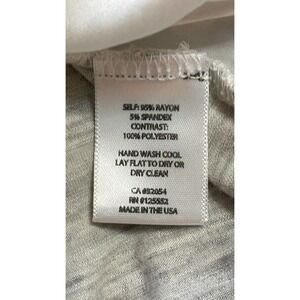 SELF: 95% RAYON
5% SPANDEX
CONTRAST:
100% POLYESTER
HAND WASH COOL
LAY FLAT TO DRY OR
DRY CLEAN
CA #92054
RN #125552
MADE IN THE USA